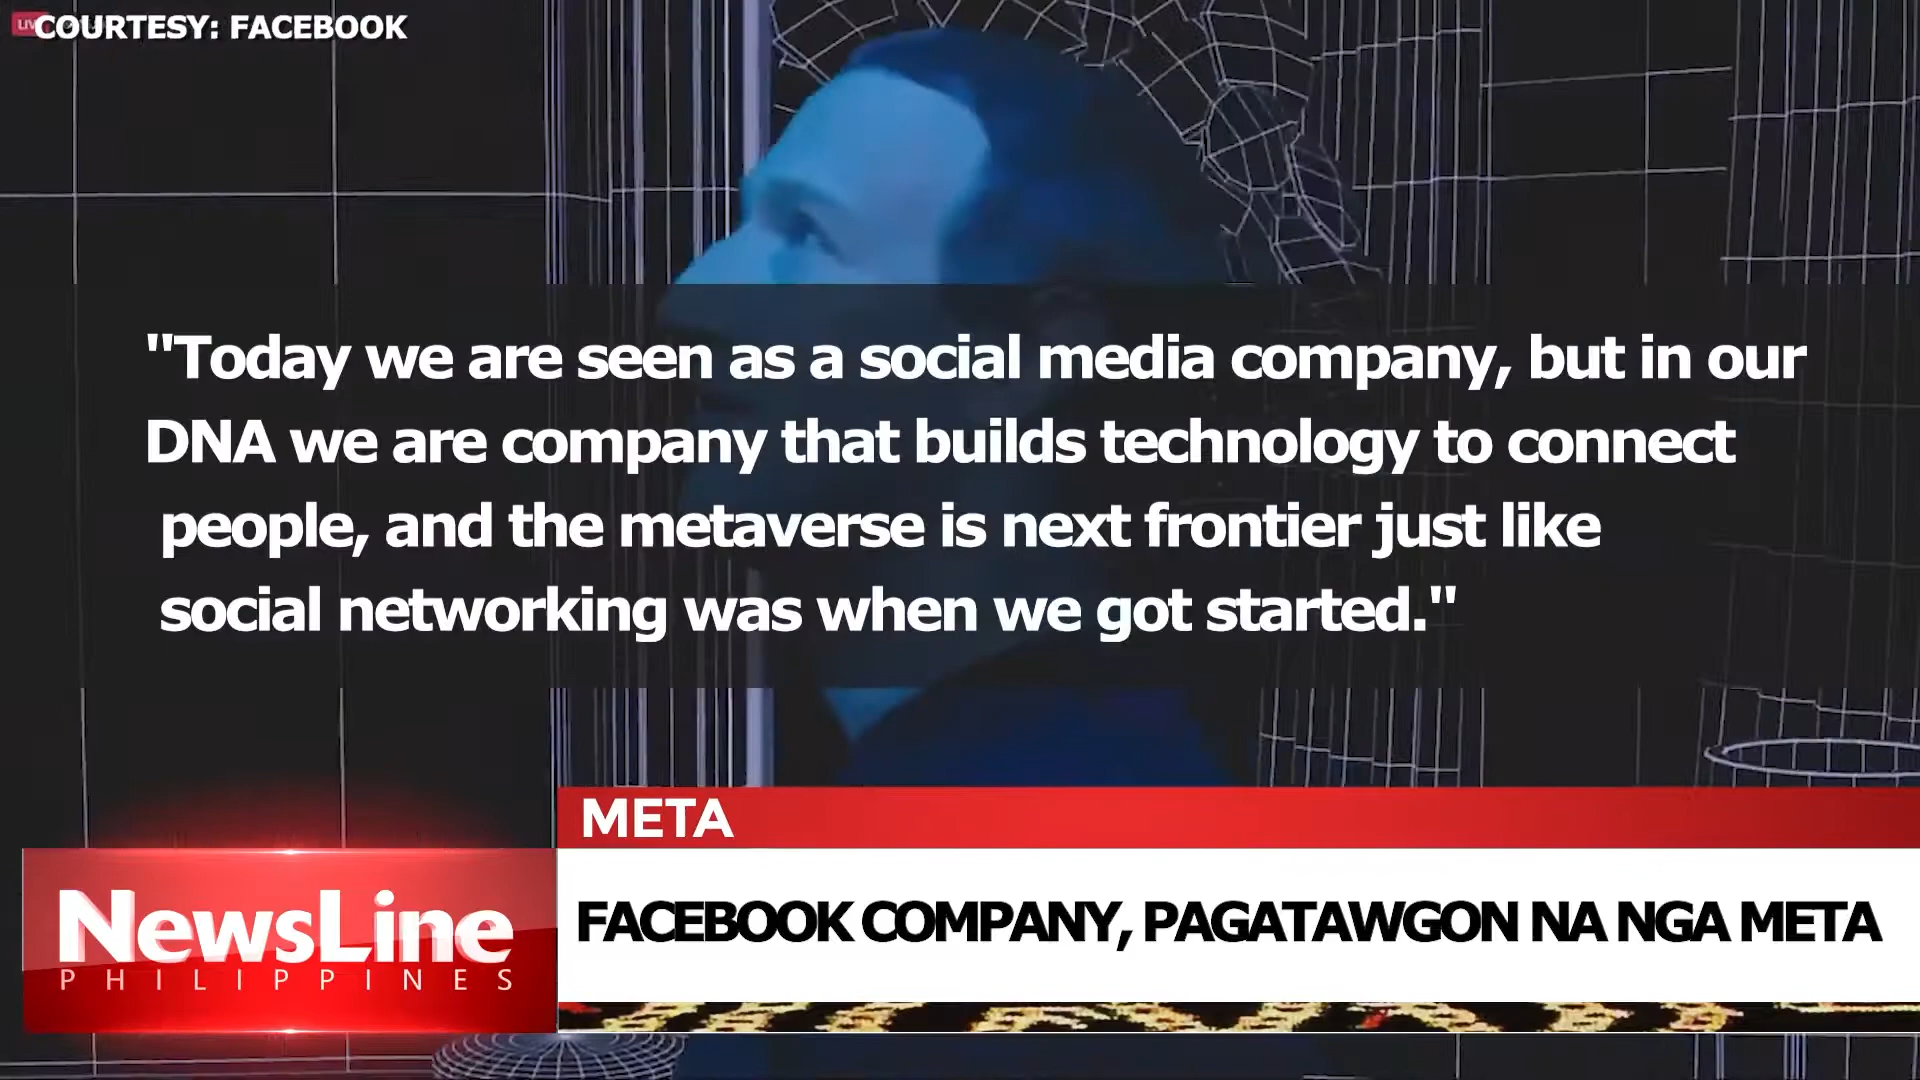 LIV
COURTESY: FACEBOOK
"Today we are seen as a social media company, but in our
DNA we are company that builds technology to connect
people, and the metaverse is next frontier just like
social networking was when we got started."
META
NewsLine
PHILIPPINES
FACEBOOK COMPANY, PAGATAWGON NA NGA META